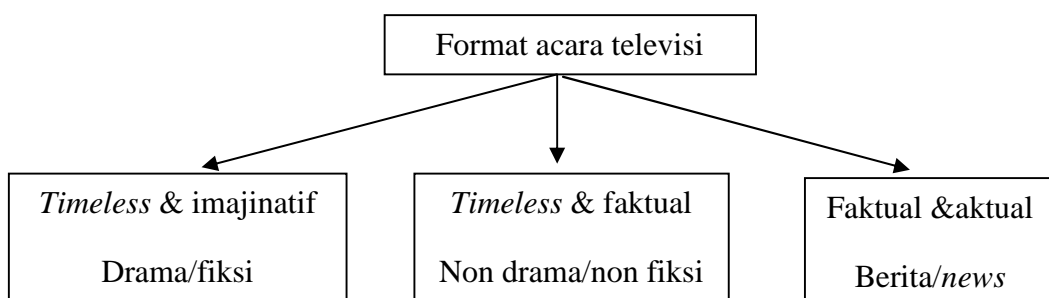 Format acara televisi
Timeless & imajinatif
Drama/fiksi
Timeless & faktual
Non drama/non fiksi
Faktual &aktual
Berita/news